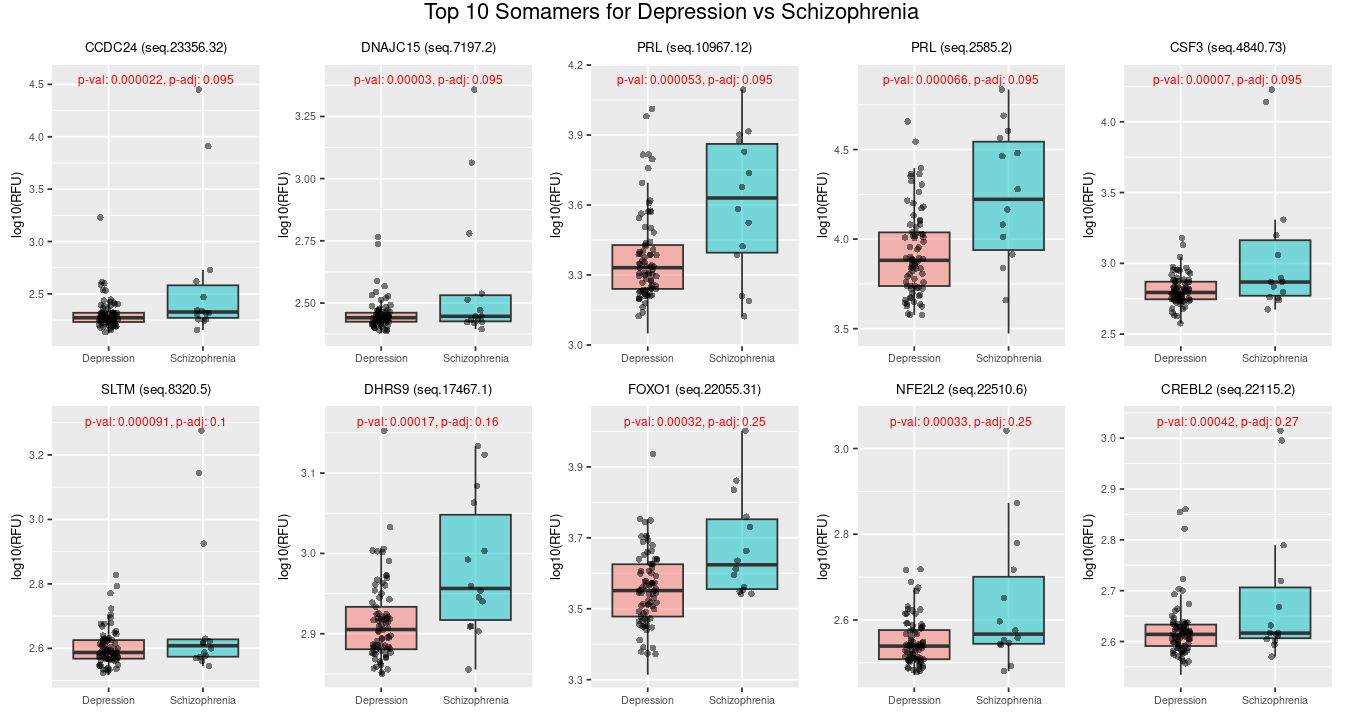 Top 10 Somamers for Depression vs Schizophrenia
CCDC24 (seq.23356.32)
p-val: 0.000022, p-adj: 0.095
log10(RFU)
4.5
4.0
3.5
3.0
2.5
Depression
Schizophrenia
DNAJC15 (seq.7197.2)
p-val: 0.00003, p-adj: 0.095
log10(RFU)
3.25
3.00
2.75
2.50
Depression
Schizophrenia
PRL (seq.10967.12)
p-val: 0.000053, p-adj: 0.095
log10(RFU)
4.2
3.9
3.6
3.3
3.0
Depression
Schizophrenia
PRL (seq.2585.2)
p-val: 0.000066, p-adj: 0.095
log10(RFU)
4.5
4.0
3.5
Depression
Schizophrenia
CSF3 (seq.4840.73)
p-val: 0.00007, p-adj: 0.095
log10(RFU)
4.0
3.5
3.0
2.5
Depression
Schizophrenia
SLTM (seq.8320.5)
p-val: 0.000091, p-adj: 0.1
log10(RFU)
3.2
3.0
2.8
2.6
Depression
Schizophrenia
DHRS9 (seq.17467.1)
p-val: 0.00017, p-adj: 0.16
log10(RFU)
3.1
3.0
2.9
Depression
Schizophrenia
FOXO1 (seq.22055.31)
p-val: 0.00032, p-adj: 0.25
log10(RFU)
3.9
3.7
3.5
3.3
Depression
Schizophrenia
NFE2L2 (seq.22510.6)
p-val: 0.00033, p-adj: 0.25
log10(RFU)
3.0
2.8
2.6
Depression
Schizophrenia
CREBL2 (seq.22115.2)
p-val: 0.00042, p-adj: 0.27
log10(RFU)
3.0
2.9
2.8
2.7
2.6
Depression
Schizophrenia